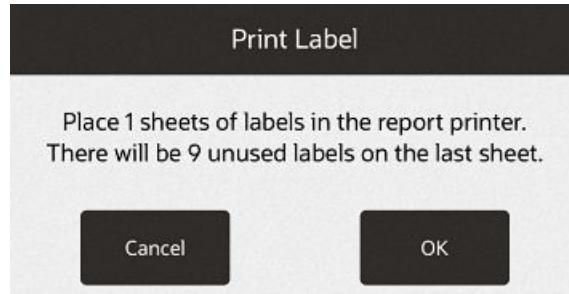 Print Label
Place 1 sheets of labels in the report printer.
There will be 9 unused labels on the last sheet.
Cancel
OK